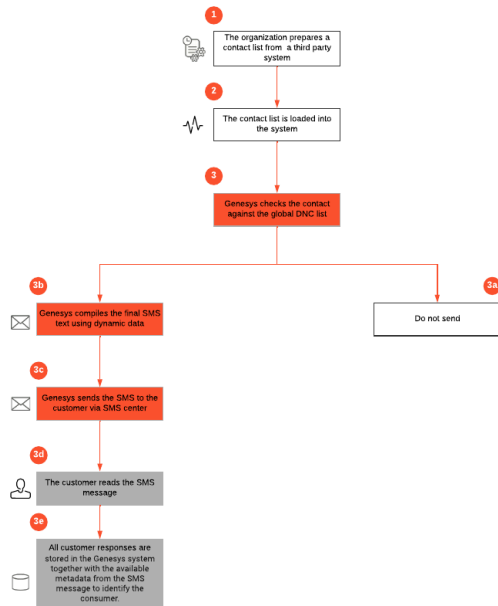 1
The organization prepares a
contact list from a third party
system
2
The contact list is loaded into
the system
3
Genesys checks the contact
against the global DNC list
3b
Genesys compiles the final SMS
text using dynamic data
3a
Do not send
3c
Genesys sends the SMS to the
customer via SMS center
3d
The customer reads the SMS
message
3e
All customer responses are
stored in the Genesys system
together with the available
metadata from the SMS
message to identify the
consumer.